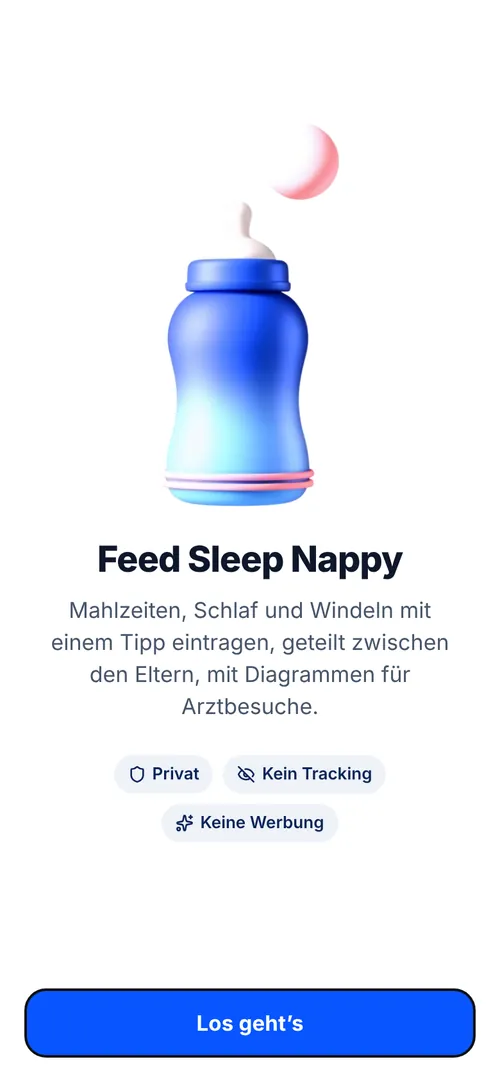 Feed Sleep Nappy
Mahlzeiten, Schlaf und Windeln mit
einem Tipp eintragen, geteilt zwischen
den Eltern, mit Diagrammen für
Arztbesuche.
Privat
Kein Tracking
Keine Werbung
Los geht’s